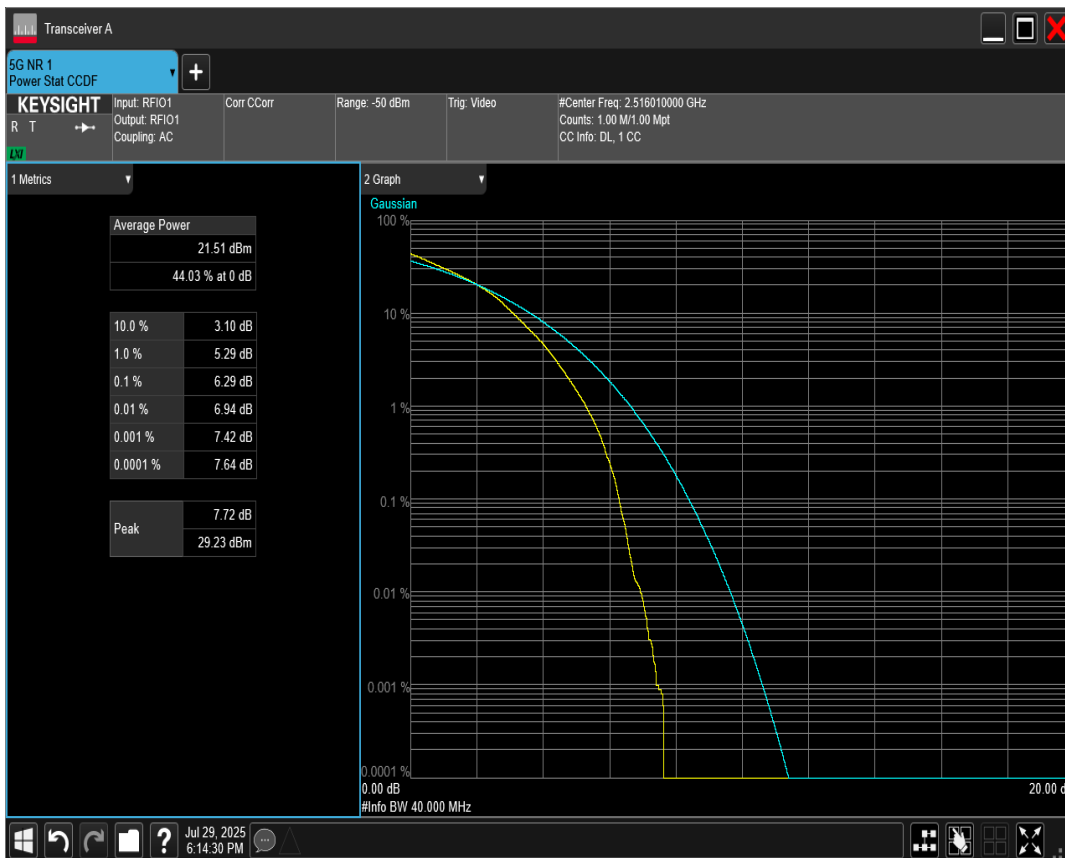 Transceiver A
5G NR 1
Power Stat CCDF
KEYSIGHT
R T
LXI
Input: RFIO1
Output: RFIO1
Coupling: AC
Corr CCorr
Range: -50 dBm
Trig: Video
#Center Freq: 2.516010000 GHz
Counts: 1.00 M/1.00 Mpt
CC Info: DL, 1 CC
1 Metrics
Average Power
21.51 dBm
44.03 % at 0 dB
10.0 % 3.10 dB
1.0 % 5.29 dB
0.1 % 6.29 dB
0.01 % 6.94 dB
0.001 % 7.42 dB
0.0001 % 7.64 dB
Peak
7.72 dB
29.23 dBm
2 Graph
Gaussian
100 %
10 %
1 %
0.1 %
0.01 %
0.001 %
0.0001 %
0.00 dB
20.00 d
#Info BW 40.000 MHz
?
Jul 29, 2025
6:14:30 PM